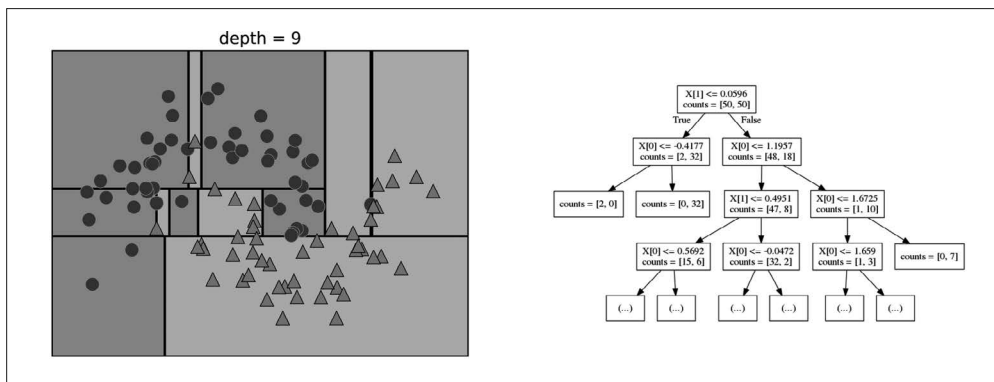 depth = 9
X[1] <= 0.0596
counts = [50, 50]
True
False
X[0] <= -0.4177
counts = [2, 32]
X[0] <= 1.1957
counts = [48, 18]
counts = [2, 0]
counts = [0, 32]
X[1] <= 0.4951
counts = [47, 8]
X[0] <= 1.6725
counts = [1, 10]
X[0] <= 0.5692
counts = [15, 6]
X[0] <= -0.0472
counts = [32, 2]
X[0] <= 1.659
counts = [1, 3]
counts = [0, 7]
(...)
(...)
(...)
(...)
(...)
(...)